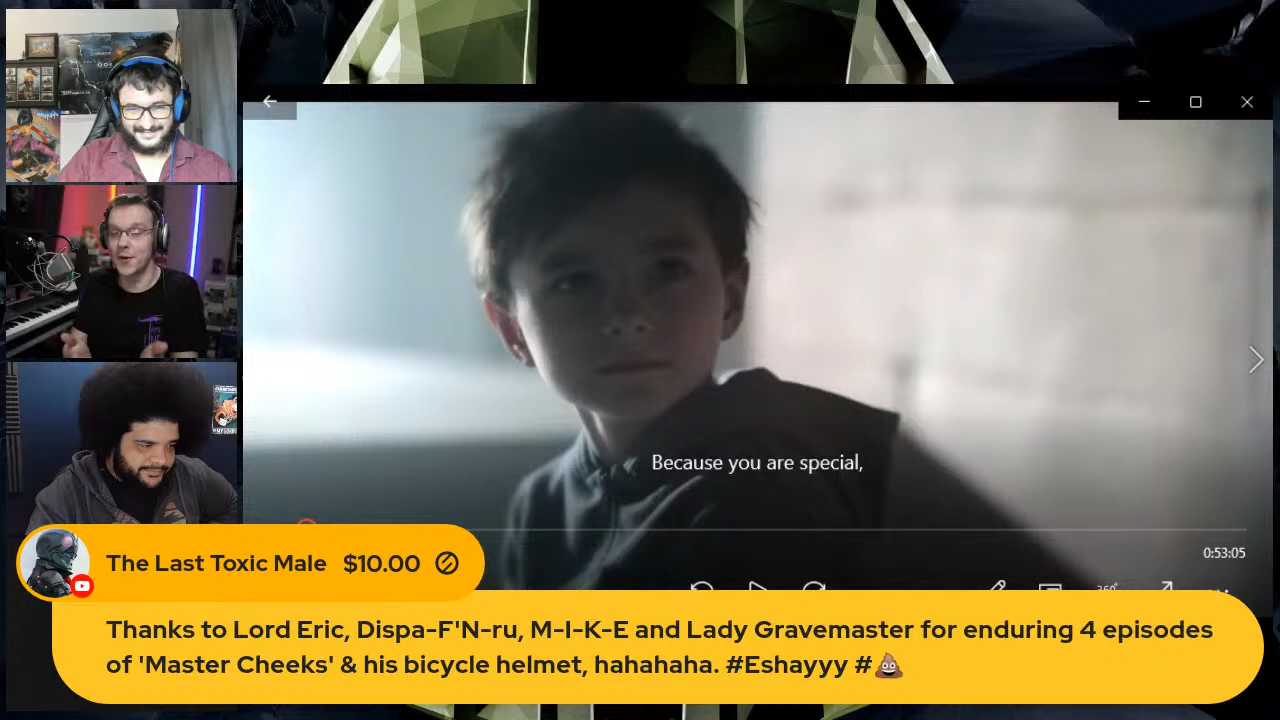 Because you are special,
0:53:05
The Last Toxic Male $10.00
Thanks to Lord Eric, Dispa-F'N-ru, M-I-K-E and Lady Gravemaster for enduring 4 episodes
of 'Master Cheeks' & his bicycle helmet, hahahaha. #Eshayyy #💩